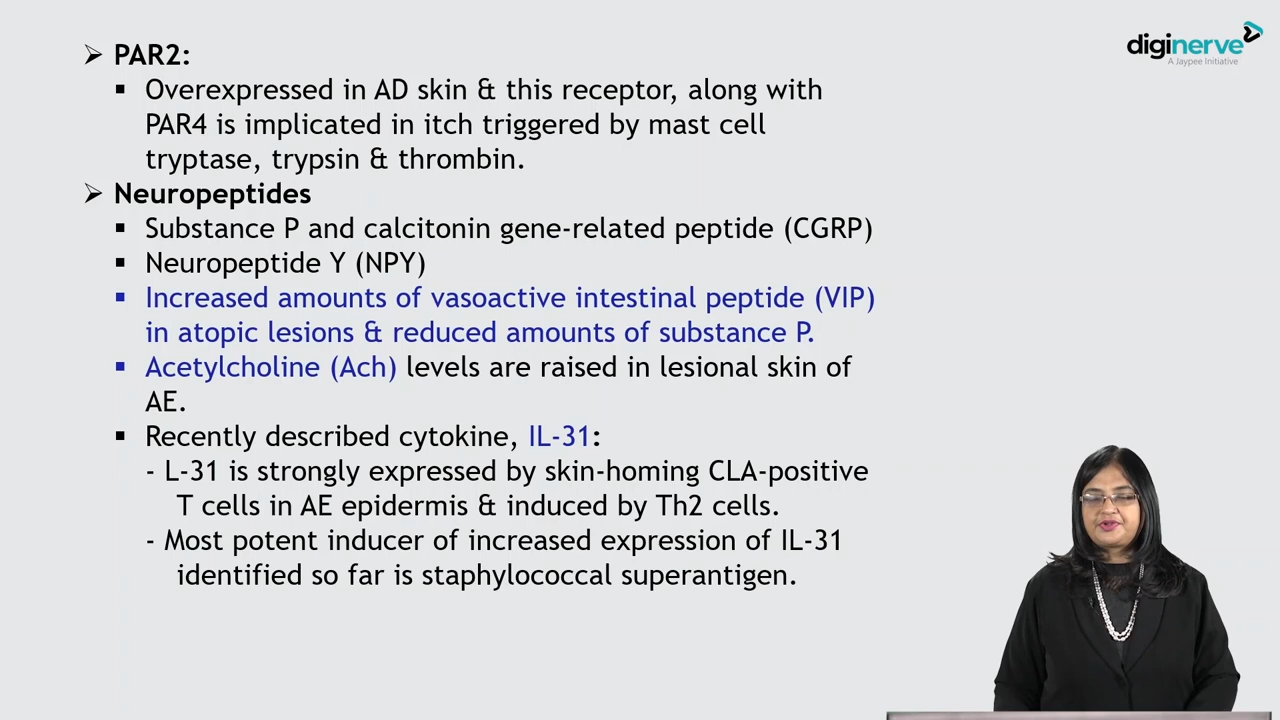 diginerve
A Jaypee Initiative
➢ PAR2:
▪ Overexpressed in AD skin & this receptor, along with
PAR4 is implicated in itch triggered by mast cell
tryptase, trypsin & thrombin.
➢ Neuropeptides
▪ Substance P and calcitonin gene-related peptide (CGRP)
▪ Neuropeptide Y (NPY)
▪ Increased amounts of vasoactive intestinal peptide (VIP)
in atopic lesions & reduced amounts of substance P.
▪ Acetylcholine (Ach) levels are raised in lesional skin of
AE.
▪ Recently described cytokine, IL-31:
- L-31 is strongly expressed by skin-homing CLA-positive
T cells in AE epidermis & induced by Th2 cells.
- Most potent inducer of increased expression of IL-31
identified so far is staphylococcal superantigen.